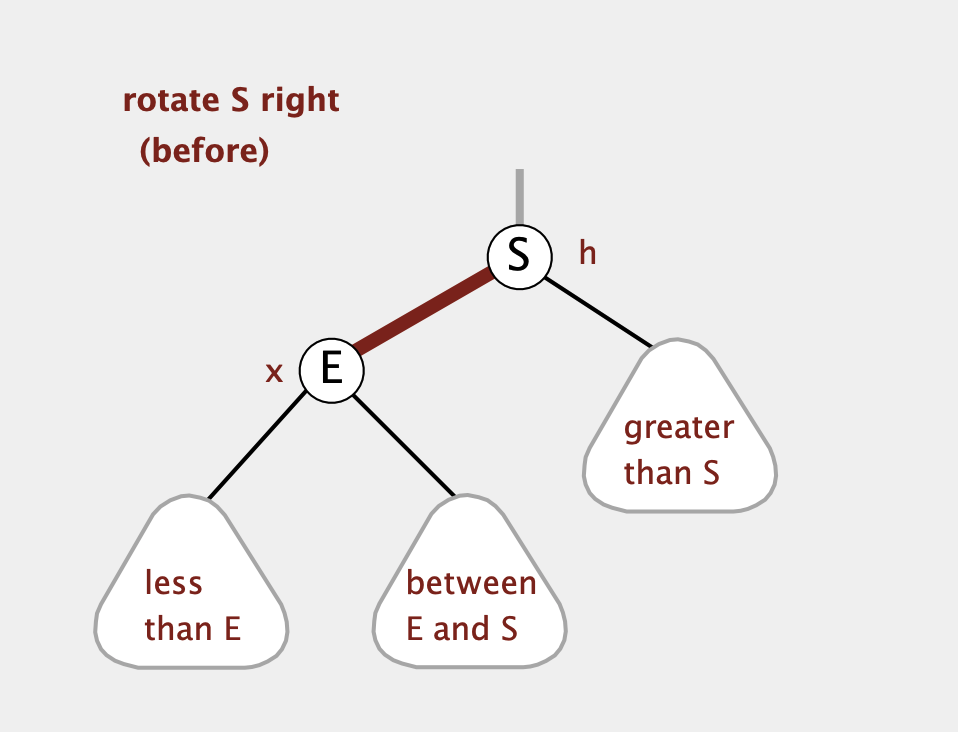 rotate S right
(before)
S
h
x
E
greater
than S
less
than E
between
E and S